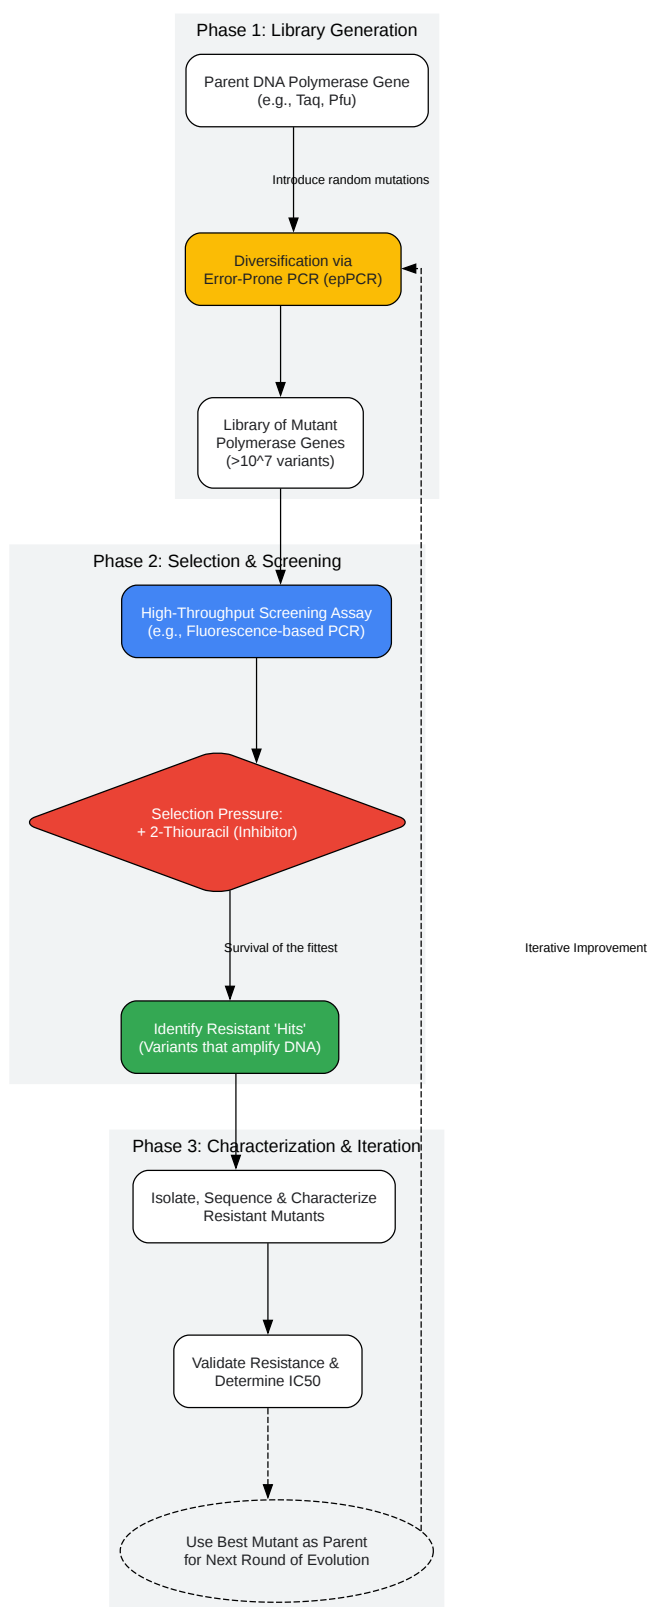 Phase 1: Library Generation
Parent DNA Polymerase Gene
(e.g., Taq, Pfu)
Introduce random mutations
Diversification via
Error-Prone PCR (epPCR)
Library of Mutant
Polymerase Genes
(>10^7 variants)
Phase 2: Selection & Screening
High-Throughput Screening Assay
(e.g., Fluorescence-based PCR)
Selection Pressure:
+ 2-Thiouracil (Inhibitor)
Survival of the fittest
Iterative Improvement
Identify Resistant 'Hits'
(Variants that amplify DNA)
Phase 3: Characterization & Iteration
Isolate, Sequence & Characterize
Resistant Mutants
Validate Resistance &
Determine IC50
Use Best Mutant as Parent
for Next Round of Evolution